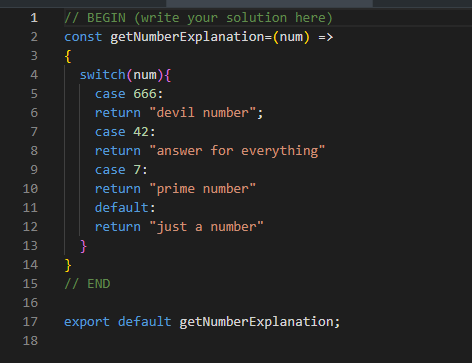 1 // BEGIN (write your solution here)
2 const getNumberExplanation=(num) =>
3 {
4   switch(num){
5     case 666:
6     return "devil number";
7     case 42:
8     return "answer for everything"
9     case 7:
10     return "prime number"
11     default:
12     return "just a number"
13   }
14 }
15 // END
16
17 export default getNumberExplanation;
18